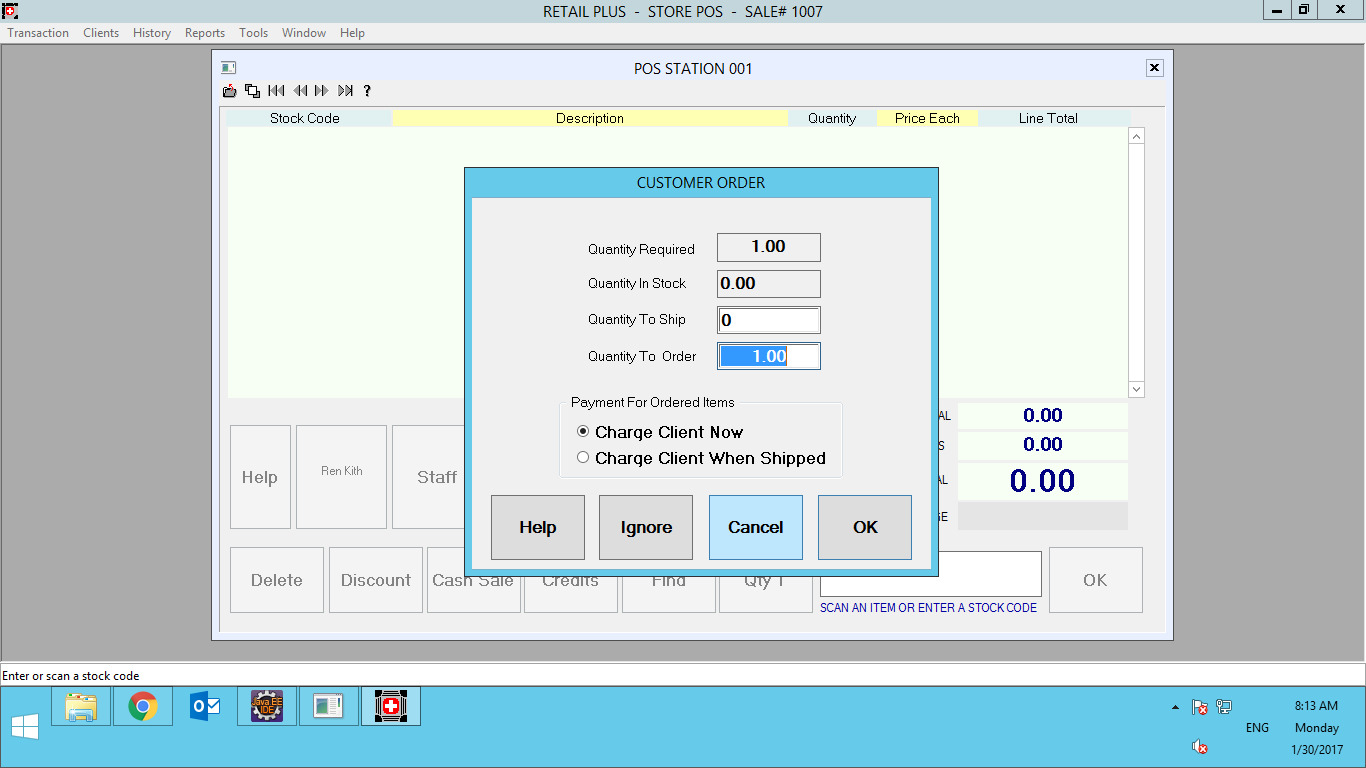 RETAIL PLUS - STORE POS - SALE# 1007
Transaction Clients History Reports Tools Window Help
POS STATION 001
?
Stock Code Description Quantity Price Each Line Total
CUSTOMER ORDER
Quantity Required 1.00
Quantity In Stock 0.00
Quantity To Ship 0
Quantity To Order 1.00
Payment For Ordered Items
Charge Client Now
Charge Client When Shipped
Help Ignore Cancel OK
AL 0.00
S 0.00
AL 0.00
GE
Help Ren Kith Staff
Delete Discount Cash Sale Credits Find Qty 1 OK
SCAN AN ITEM OR ENTER A STOCK CODE
Enter or scan a stock code
Java EE
IDE
ENG
8:13 AM
Monday
1/30/2017